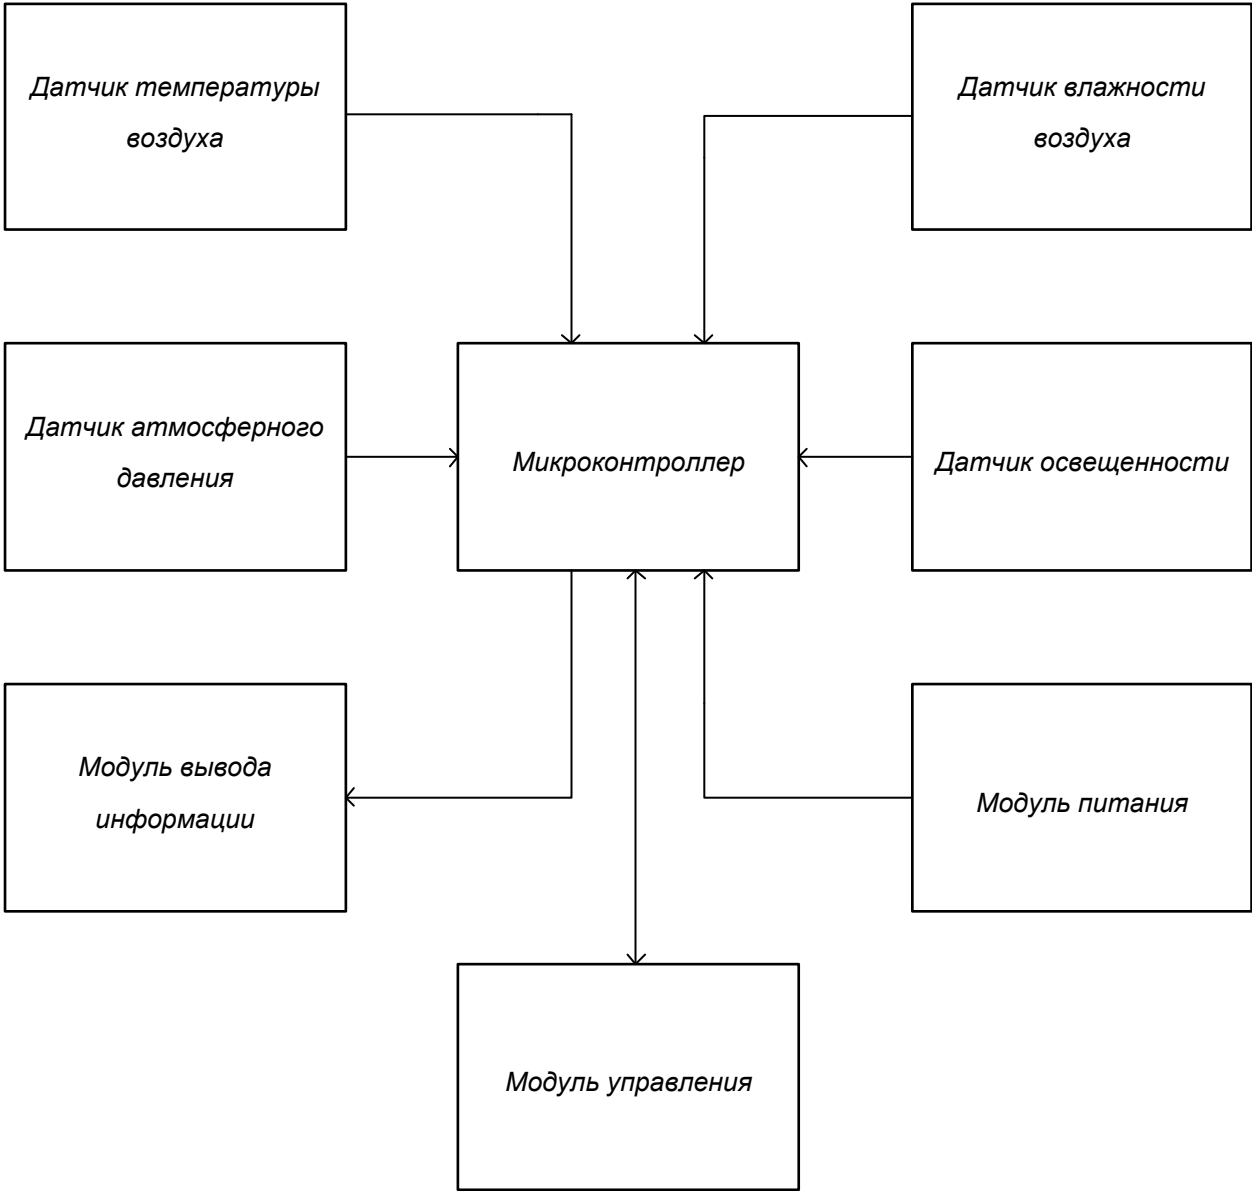 Датчик температуры
воздуха
Датчик влажности
воздуха
Датчик атмосферного
давления
Микроконтроллер
Датчик освещенности
Модуль вывода
информации
Модуль питания
Модуль управления